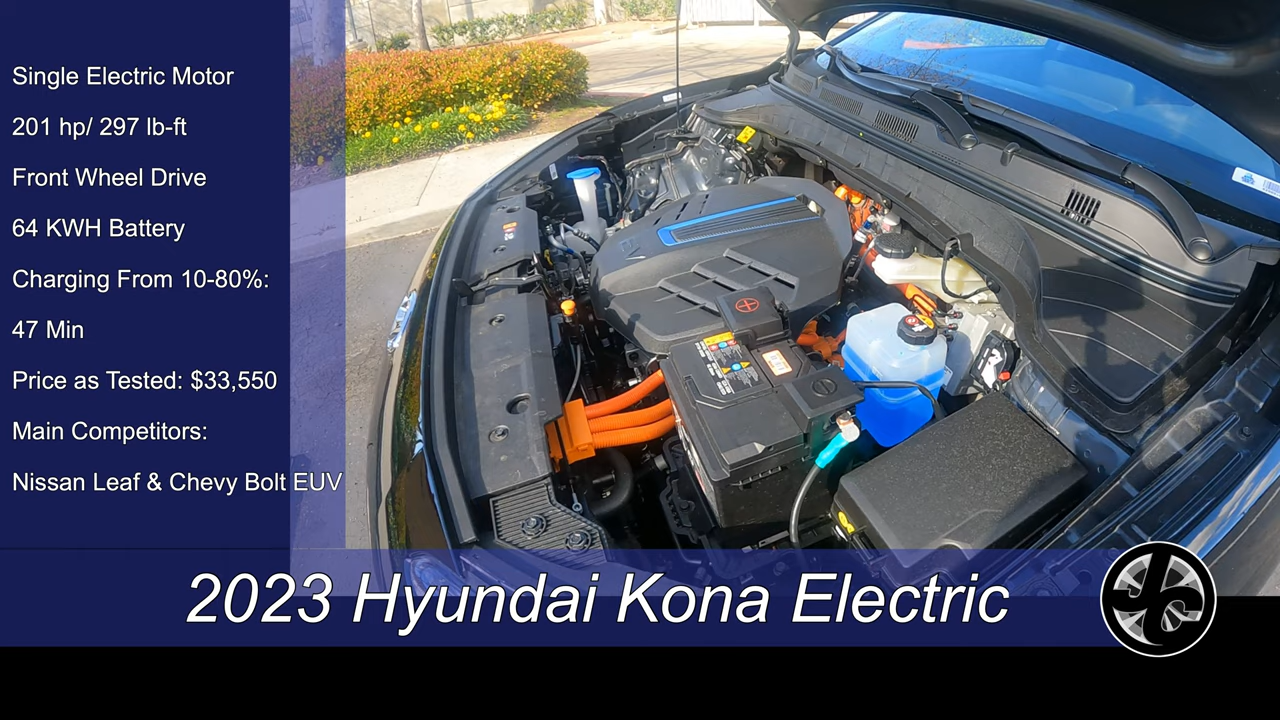 Single Electric Motor
201 hp/ 297 lb-ft
Front Wheel Drive
64 KWH Battery
Charging From 10-80%:
47 Min
Price as Tested: $33,550
Main Competitors:
Nissan Leaf & Chevy Bolt EUV
2023 Hyundai Kona Electric
JC